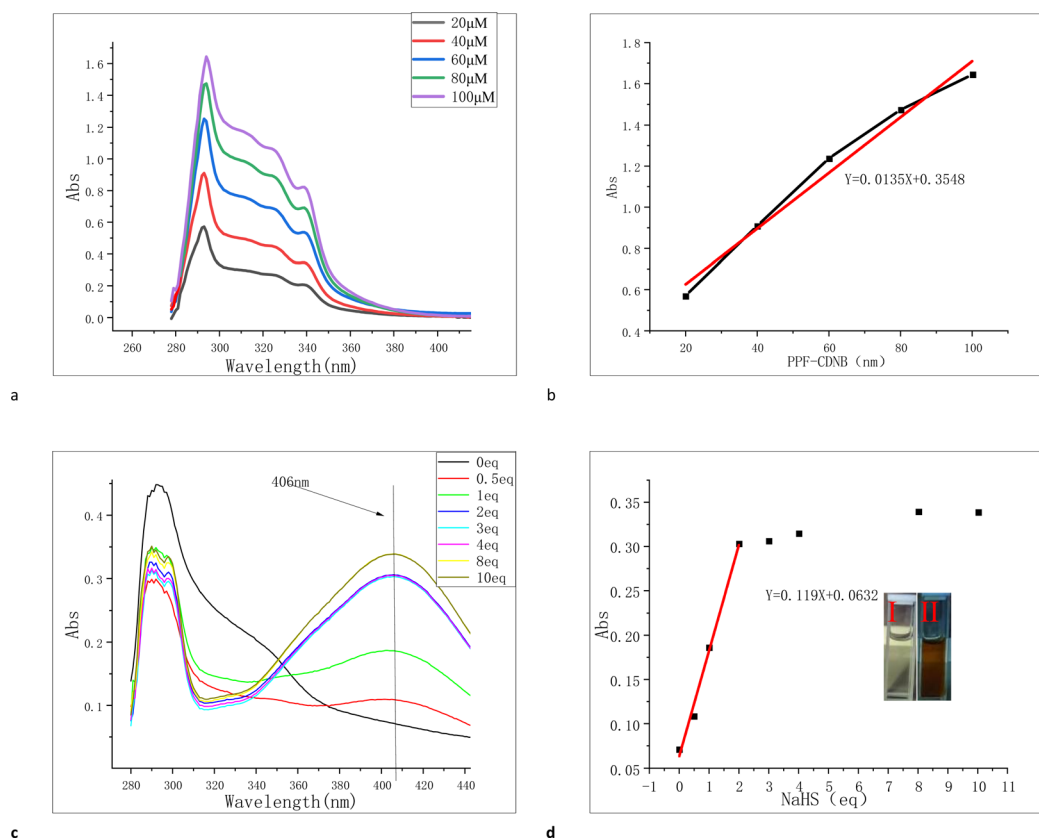 20μM
40μM
60μM
80μM
100μM
Abs
1.6
1.4
1.2
1.0
0.8
0.6
0.4
0.2
0.0
260 280 300 320 340 360 380 400
Wavelength(nm)
a
Abs
1.8
1.6
1.4
1.2
1.0
0.8
0.6
0.4
Y=0.0135X+0.3548
20 40 60 80 100
PPF-CDNB (nm)
b
0eq
0.5eq
1eq
2eq
3eq
4eq
8eq
10eq
406nm
Abs
0.4
0.3
0.2
0.1
280 300 320 340 360 380 400 420 440
Wavelength(nm)
c
Abs
0.35
0.30
0.25
0.20
0.15
0.10
0.05
Y=0.119X+0.0632
I II
-1 0 1 2 3 4 5 6 7 8 9 10 11
NaHS (eq)
d